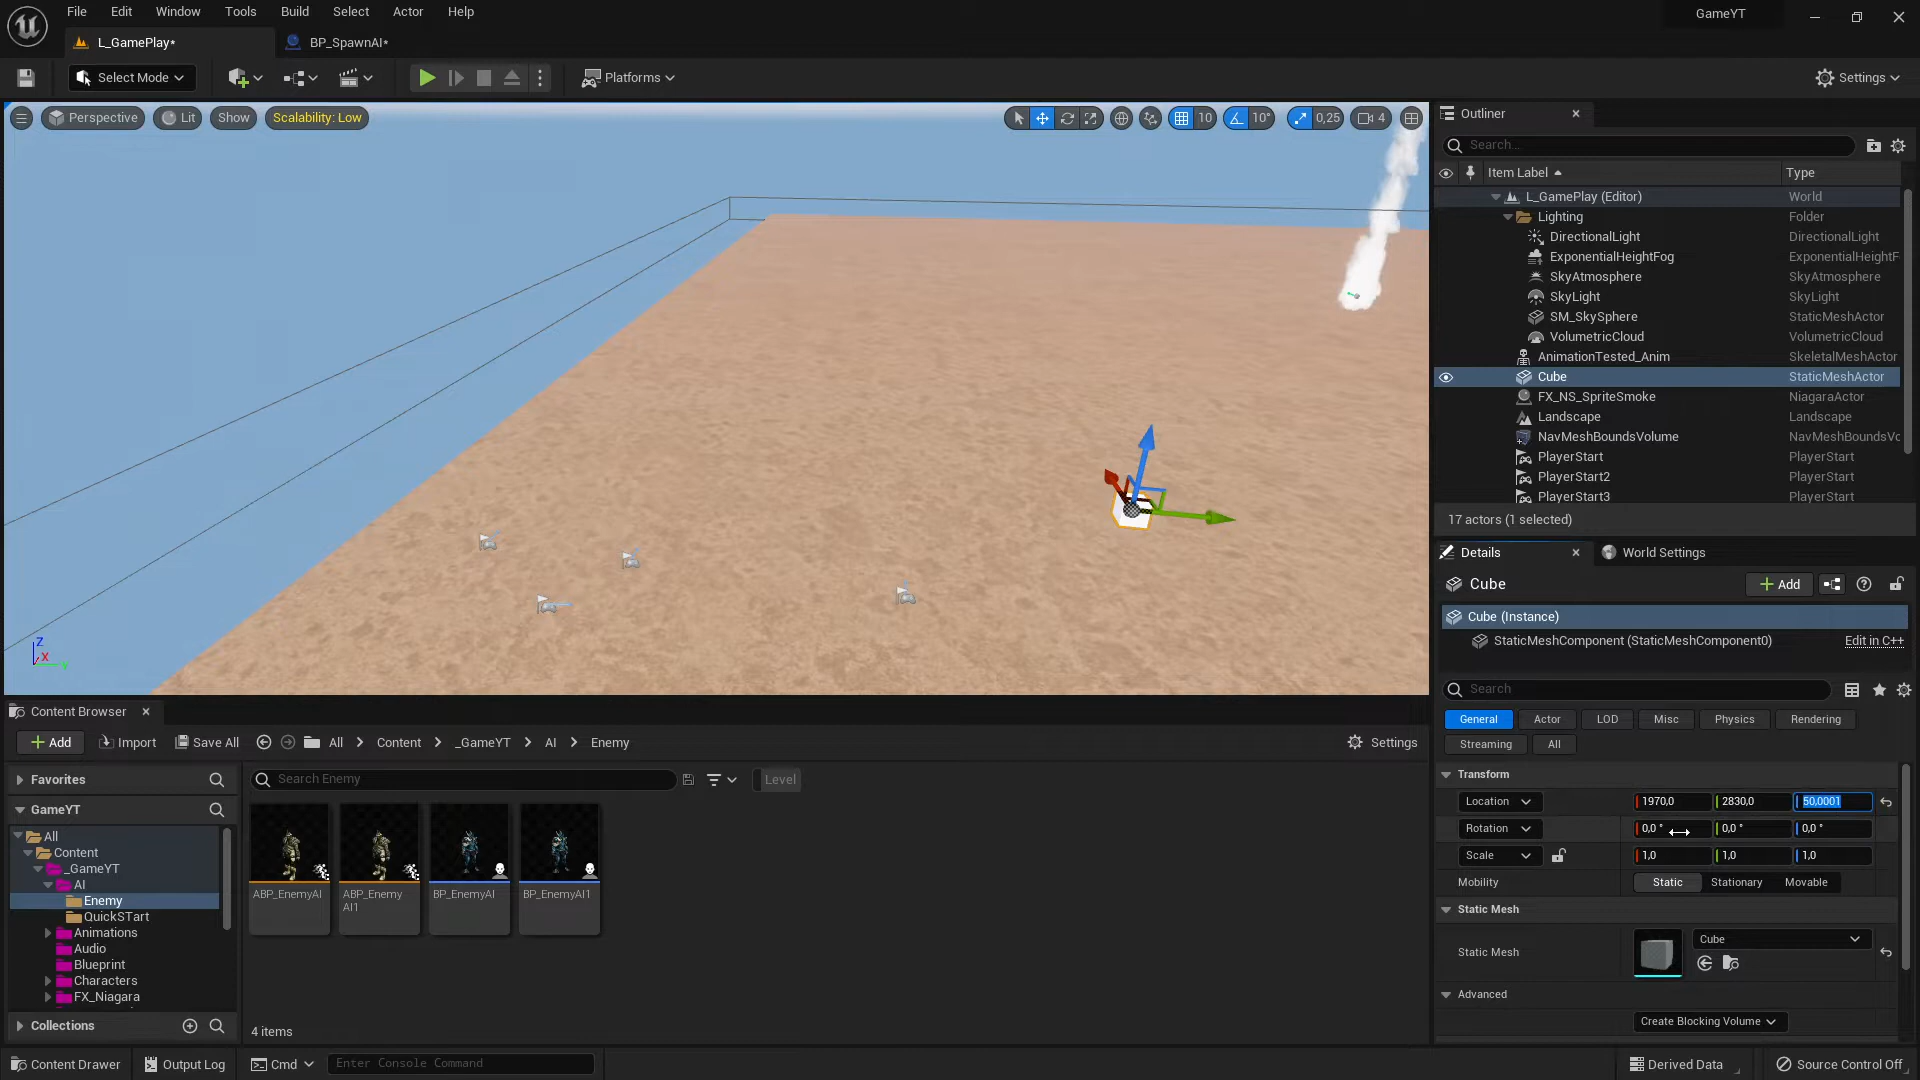 File Edit Window Tools Build Select Actor Help
GameYT
L_GamePlay*
BP_SpawnAI*
Select Mode
Platforms
Settings
Perspective
Lit
Show
Scalability: Low
10
10°
0,25
4
Outliner
Search...
Item Label
Type
L_GamePlay (Editor) World
Lighting Folder
DirectionalLight DirectionalLight
ExponentialHeightFog ExponentialHeightF
SkyAtmosphere SkyAtmosphere
SkyLight SkyLight
SM_SkySphere StaticMeshActor
VolumetricCloud VolumetricCloud
AnimationTested_Anim SkeletalMeshActor
Cube StaticMeshActor
FX_NS_SpriteSmoke NiagaraActor
Landscape Landscape
NavMeshBoundsVolume NavMeshBoundsVc
PlayerStart PlayerStart
PlayerStart2 PlayerStart
PlayerStart3 PlayerStart
17 actors (1 selected)
Details
World Settings
Cube
Add
Cube (Instance)
StaticMeshComponent (StaticMeshComponent0)
Edit in C++
Search
General Actor LOD Misc Physics Rendering
Streaming All
Transform
Location 1970,0 2830,0 50,0001
Rotation 0,0 ° 0,0 ° 0,0 °
Scale 1,0 1,0 1,0
Mobility Static Stationary Movable
Static Mesh
Static Mesh
Cube
Advanced
Create Blocking Volume
Z
X
Content Browser
Add
Import
Save All
All > Content > _GameYT > AI > Enemy
Settings
Favorites
Search Enemy
Level
GameYT
All
Content
_GameYT
AI
Enemy
QuickSTart
Animations
Audio
Blueprint
Characters
FX_Niagara
Collections
ABP_EnemyAI
ABP_Enemy
AI1
BP_EnemyAI
BP_EnemyAI1
4 items
Content Drawer
Output Log
Cmd
Enter Console Command
Derived Data
Source Control Off